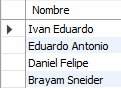 Nombre
Ivan Eduardo
Eduardo Antonio
Daniel Felipe
Brayam Sneider